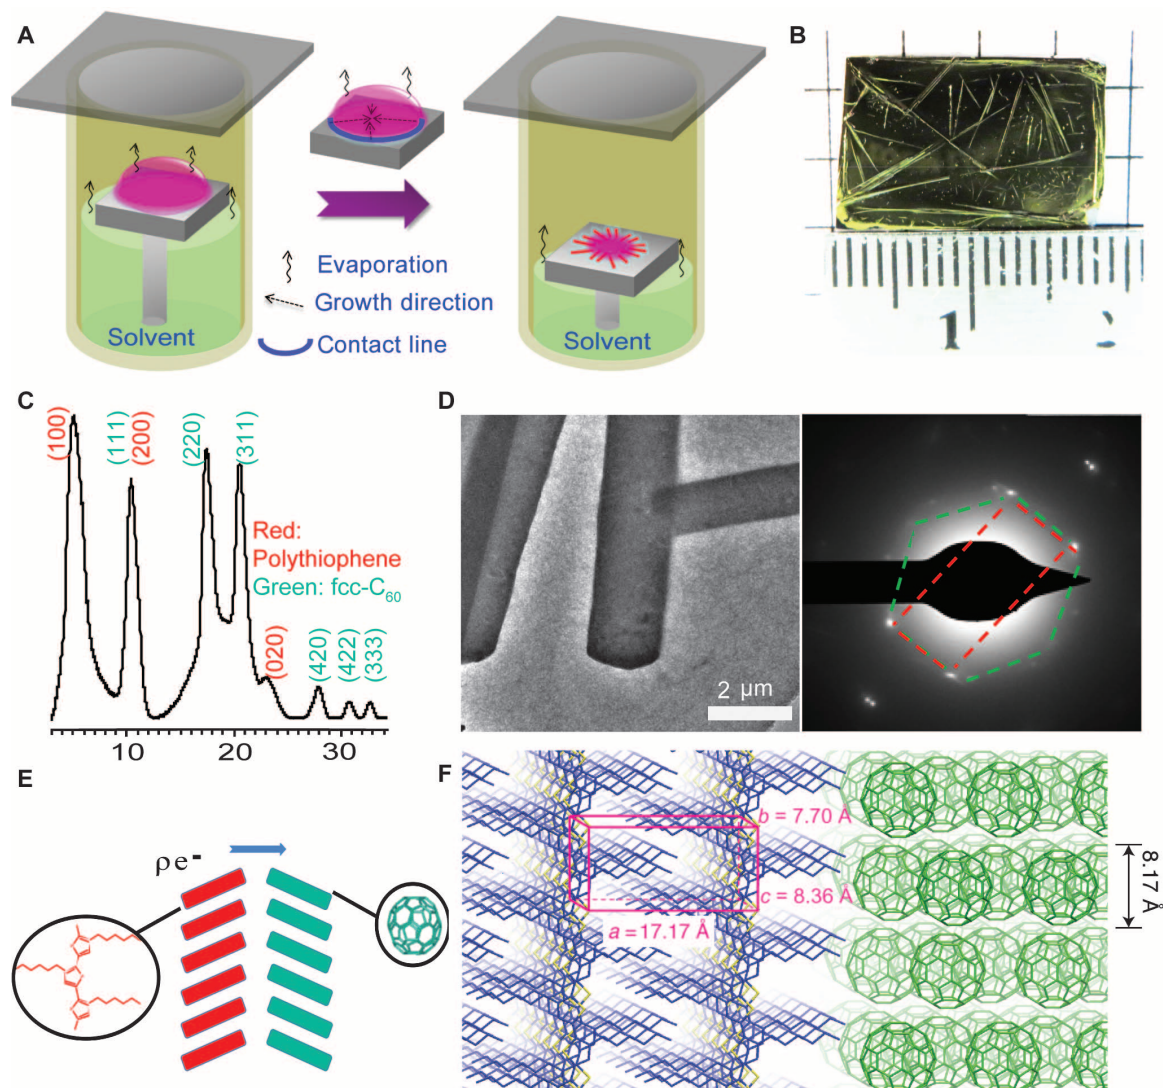 A
Evaporation
Growth direction
Contact line
Solvent
Solvent
B
1
C
(100)
(111)
(200)
(220)
(311)
Red:
Polythiophene
Green: fcc-C₆₀
(020)
(420)
(422)
(333)
10
20
30
D
2 μm
E
ρe⁻
F
b = 7.70 Å
c = 8.36 Å
a = 17.17 Å
8.17 Å